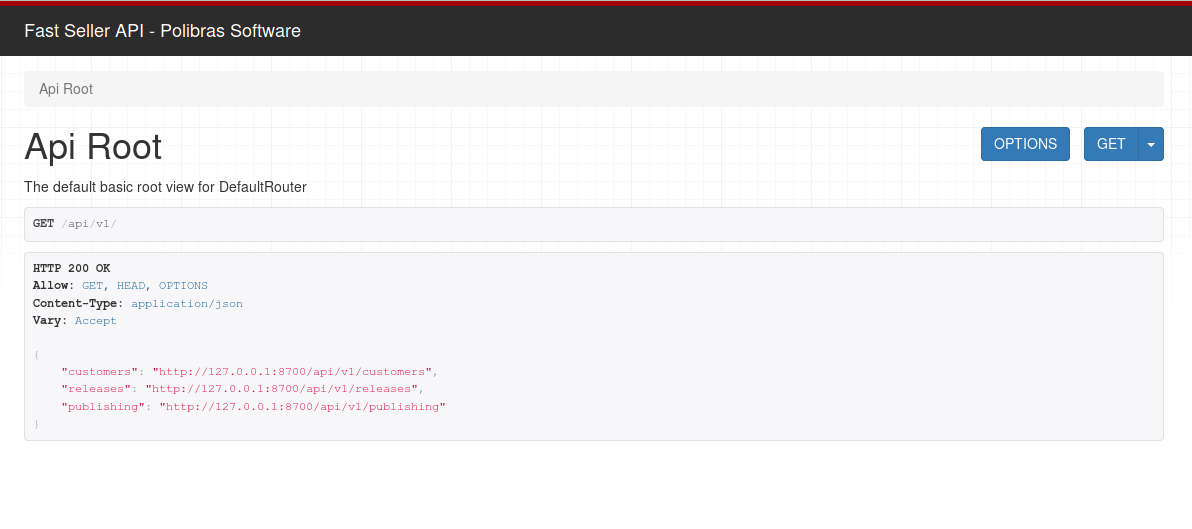 Fast Seller API - Polibras Software
Api Root
Api Root
OPTIONS
GET
The default basic root view for DefaultRouter
GET /api/v1/
HTTP 200 OK
Allow: GET, HEAD, OPTIONS
Content-Type: application/json
Vary: Accept
{
    "customers": "http://127.0.0.1:8700/api/v1/customers",
    "releases": "http://127.0.0.1:8700/api/v1/releases",
    "publishing": "http://127.0.0.1:8700/api/v1/publishing"
}